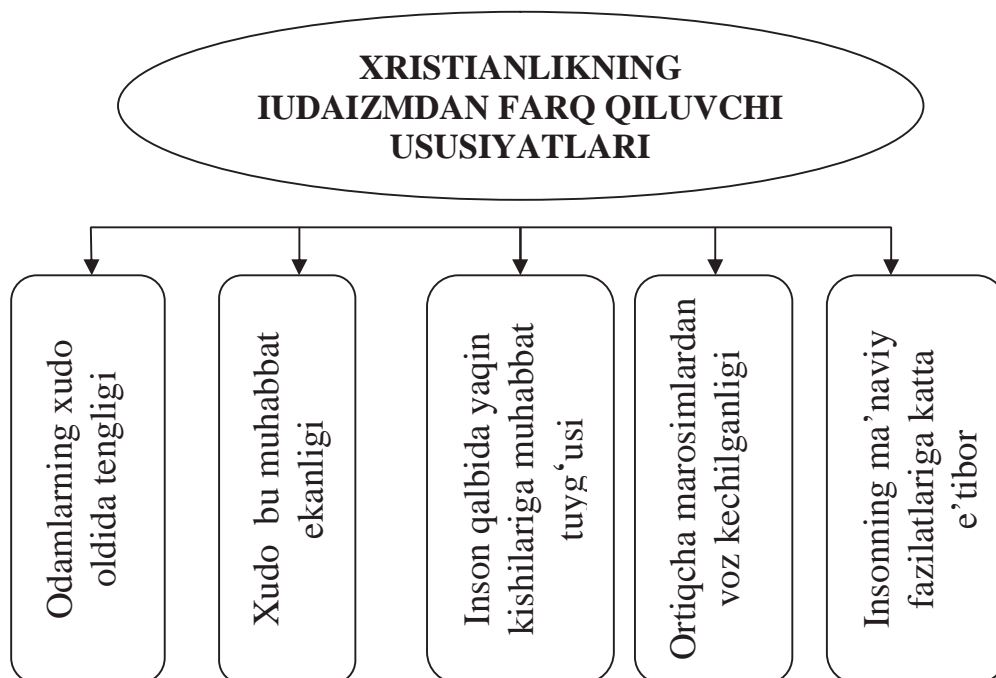 XRISTIANLIKNING
IUDAIZMDAN FARQ QILUVCHI
USUSIYATLARI
Odamlarning xudo
oldida tengligi
Xudo bu muhabbat
ekanligi
Inson qalbida yaqin
kishilariga muhabbat
tuyg‘usi
Ortiqcha marosimlardan
voz kechilganligi
Insonning ma’naviy
fazilatlariga katta
e’tibor